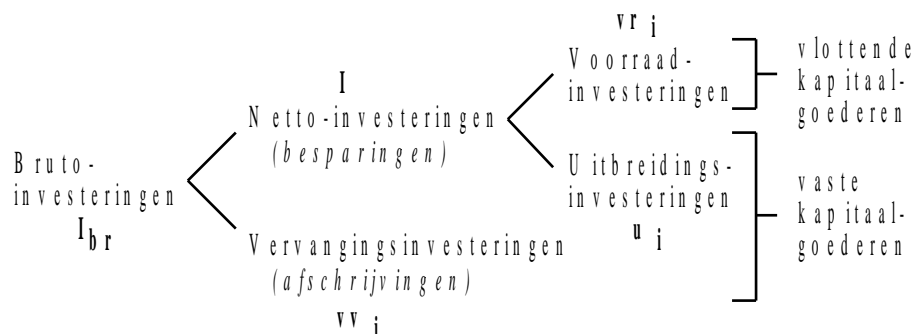 vr i
Voorraad-
investeringen
vlottende
kapitaal-
goederen
I
Netto-investeringen
(besparingen)
Bruto-
investeringen
I br
Uitbreidings-
investeringen
u i
vaste
kapitaal-
goederen
Vervangingsinvesteringen
(afschrijvingen)
vv i